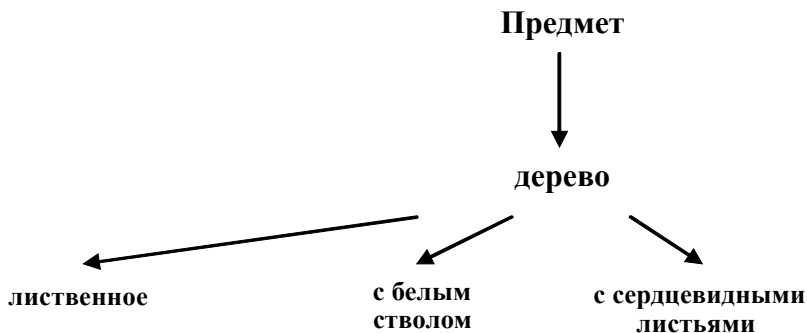 Предмет
дерево
лиственное
с белым
стволом
с сердцевидными
листьями